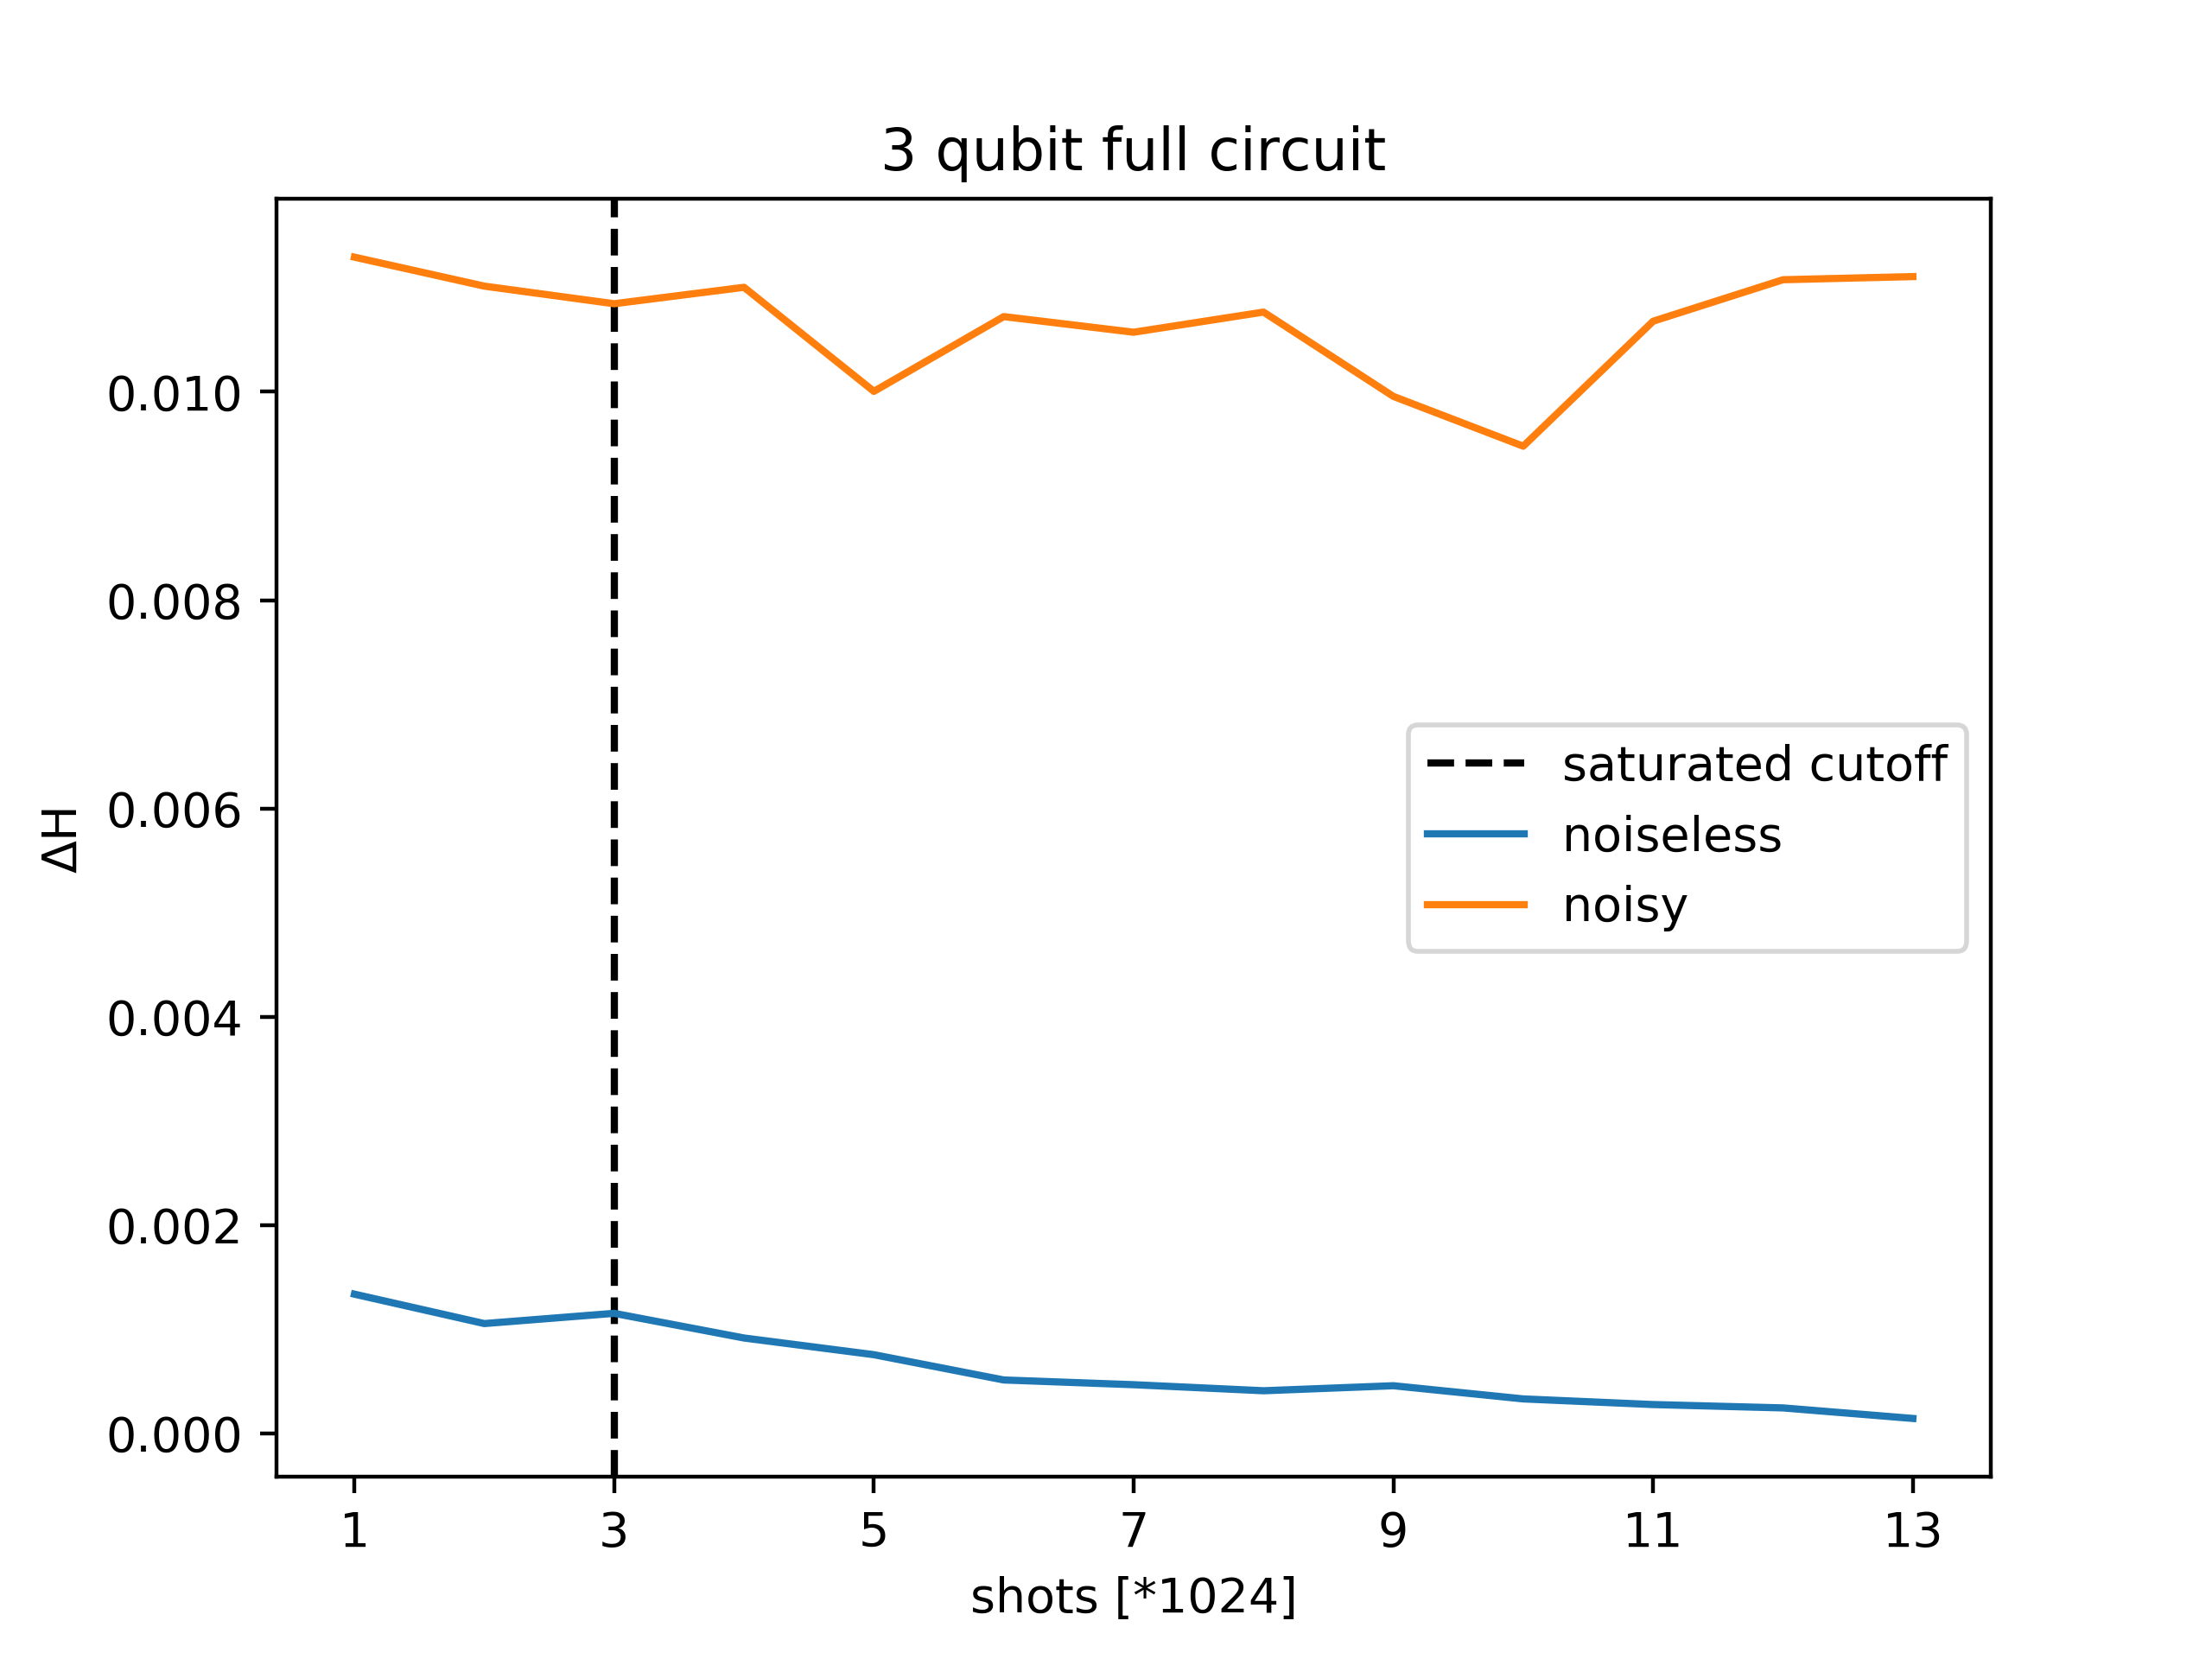 3 qubit full circuit
0.010
0.008
0.006
0.004
0.002
0.000
ΔH
saturated cutoff
noiseless
noisy
1 3 5 7 9 11 13
shots [*1024]